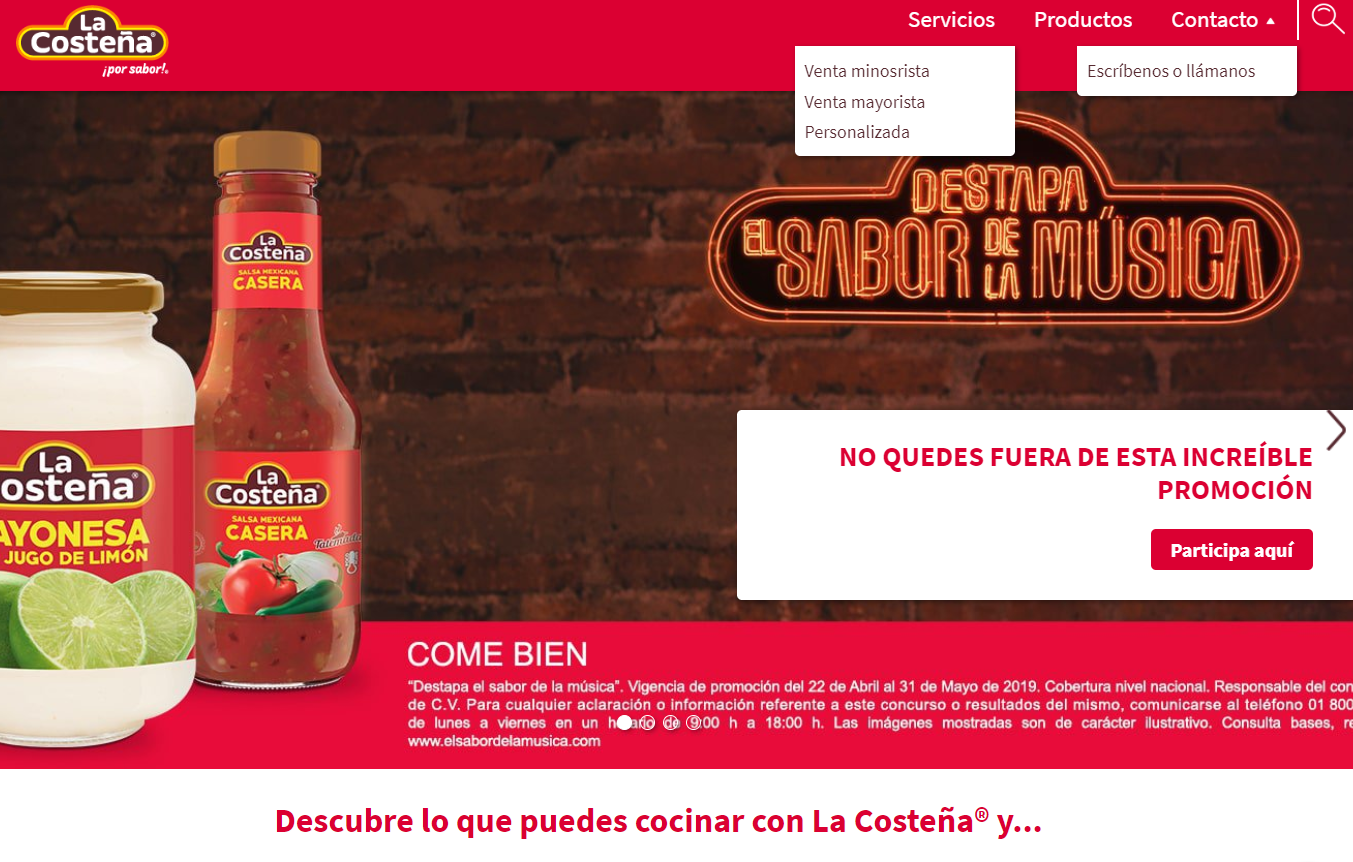 La
Costeña®
¡por sabor!®
Servicios
Productos
Contacto
Venta minosrista
Venta mayorista
Personalizada
Escríbenos o llámanos
DESTAPA
EL SABOR DE LA MÚSICA
La
Costeña®
SALSA MEXICANA
CASERA
La
osteña®
AYONESA
JUGO DE LIMÓN
La
Costeña®
SALSA MEXICANA
CASERA
NO QUEDES FUERA DE ESTA INCREÍBLE
PROMOCIÓN
Participa aquí
COME BIEN
“Destapa el sabor de la música”. Vigencia de promoción del 22 de Abril al 31 de Mayo de 2019. Cobertura nivel nacional. Responsable del con
de C.V. Para cualquier aclaración o información referente a este concurso o resultados del mismo, comunicarse al teléfono 01 800
de lunes a viernes en un horario de 9:00 h a 18:00 h. Las imágenes mostradas son de carácter ilustrativo. Consulta bases, re
www.elsabordelamusica.com
Descubre lo que puedes cocinar con La Costeña® y...